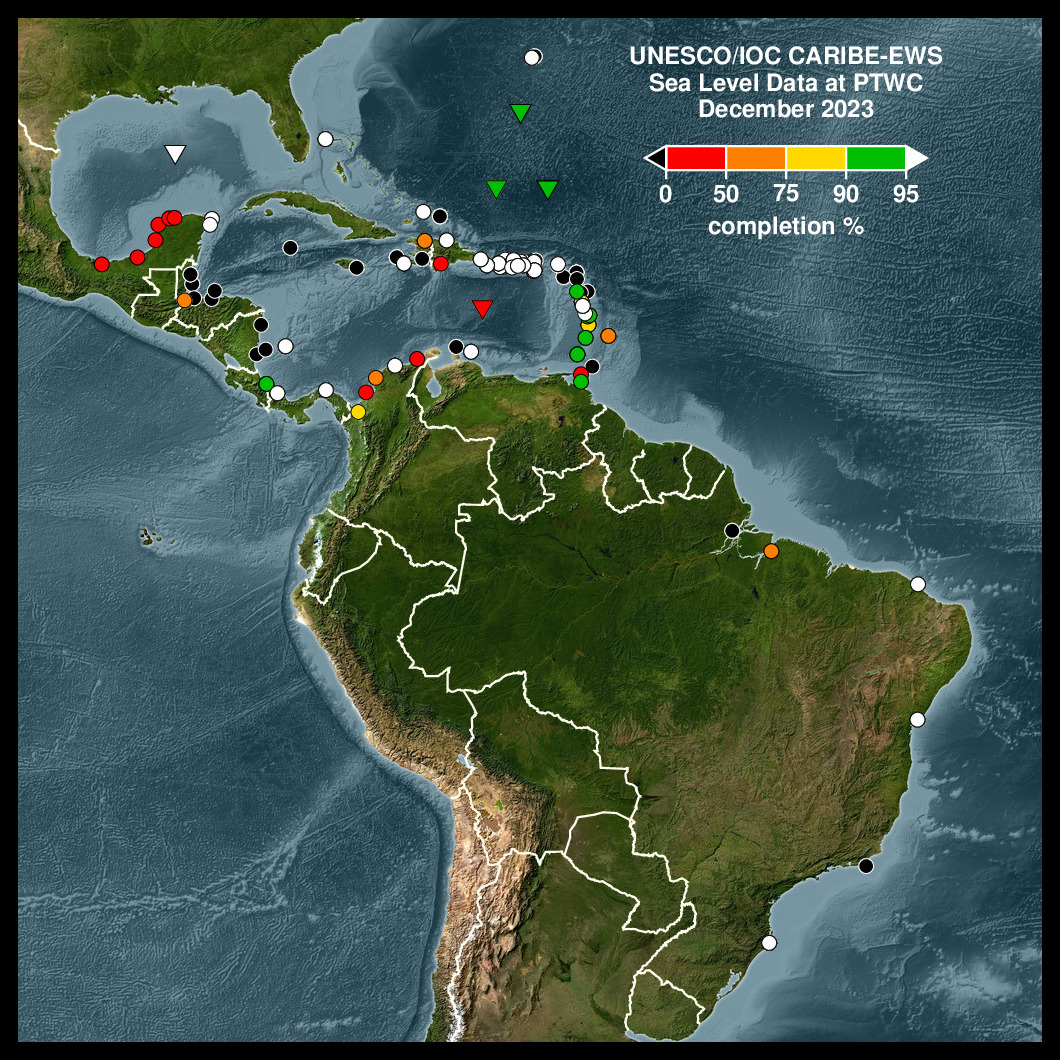 UNESCO/IOC CARIBE-EWS
Sea Level Data at PTWC
December 2023
0 50 75 90 95
completion %